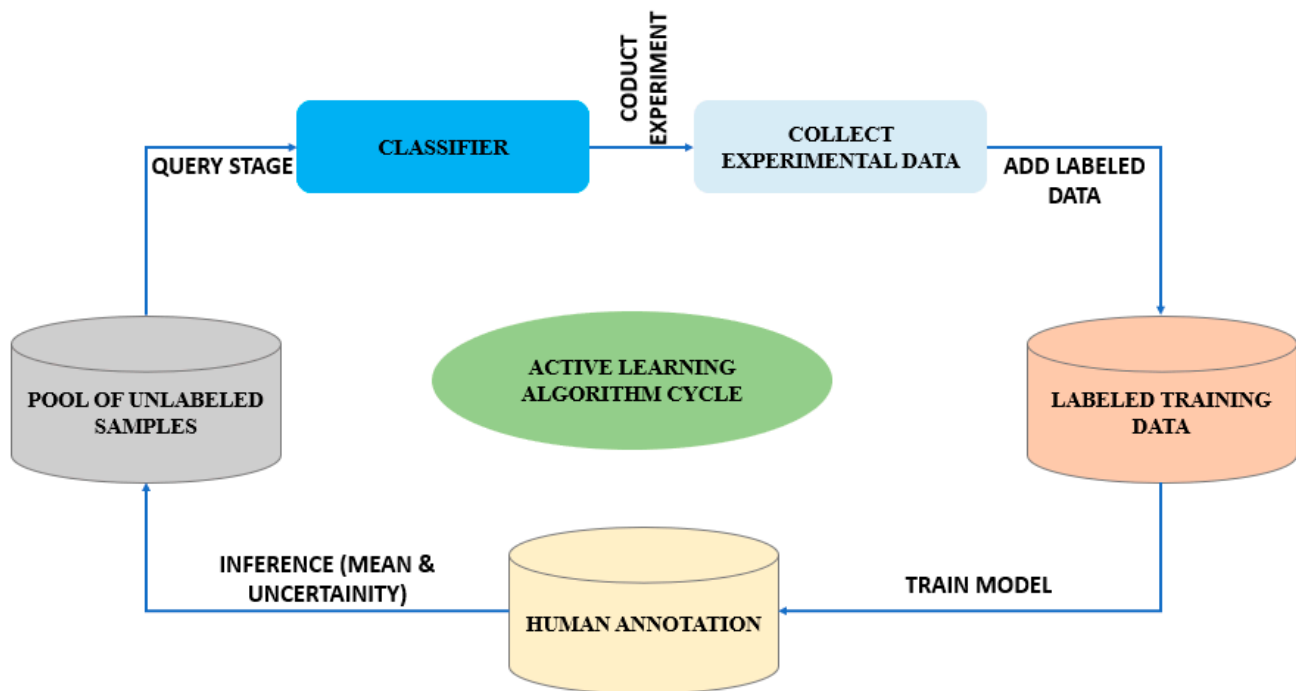 CODUCT
EXPERIMENT
CLASSIFIER
COLLECT
EXPERIMENTAL DATA
QUERY STAGE
ADD LABELED
DATA
POOL OF UNLABELED
SAMPLES
ACTIVE LEARNING
ALGORITHM CYCLE
LABELED TRAINING
DATA
INFERENCE (MEAN &
UNCERTAINITY)
TRAIN MODEL
HUMAN ANNOTATION